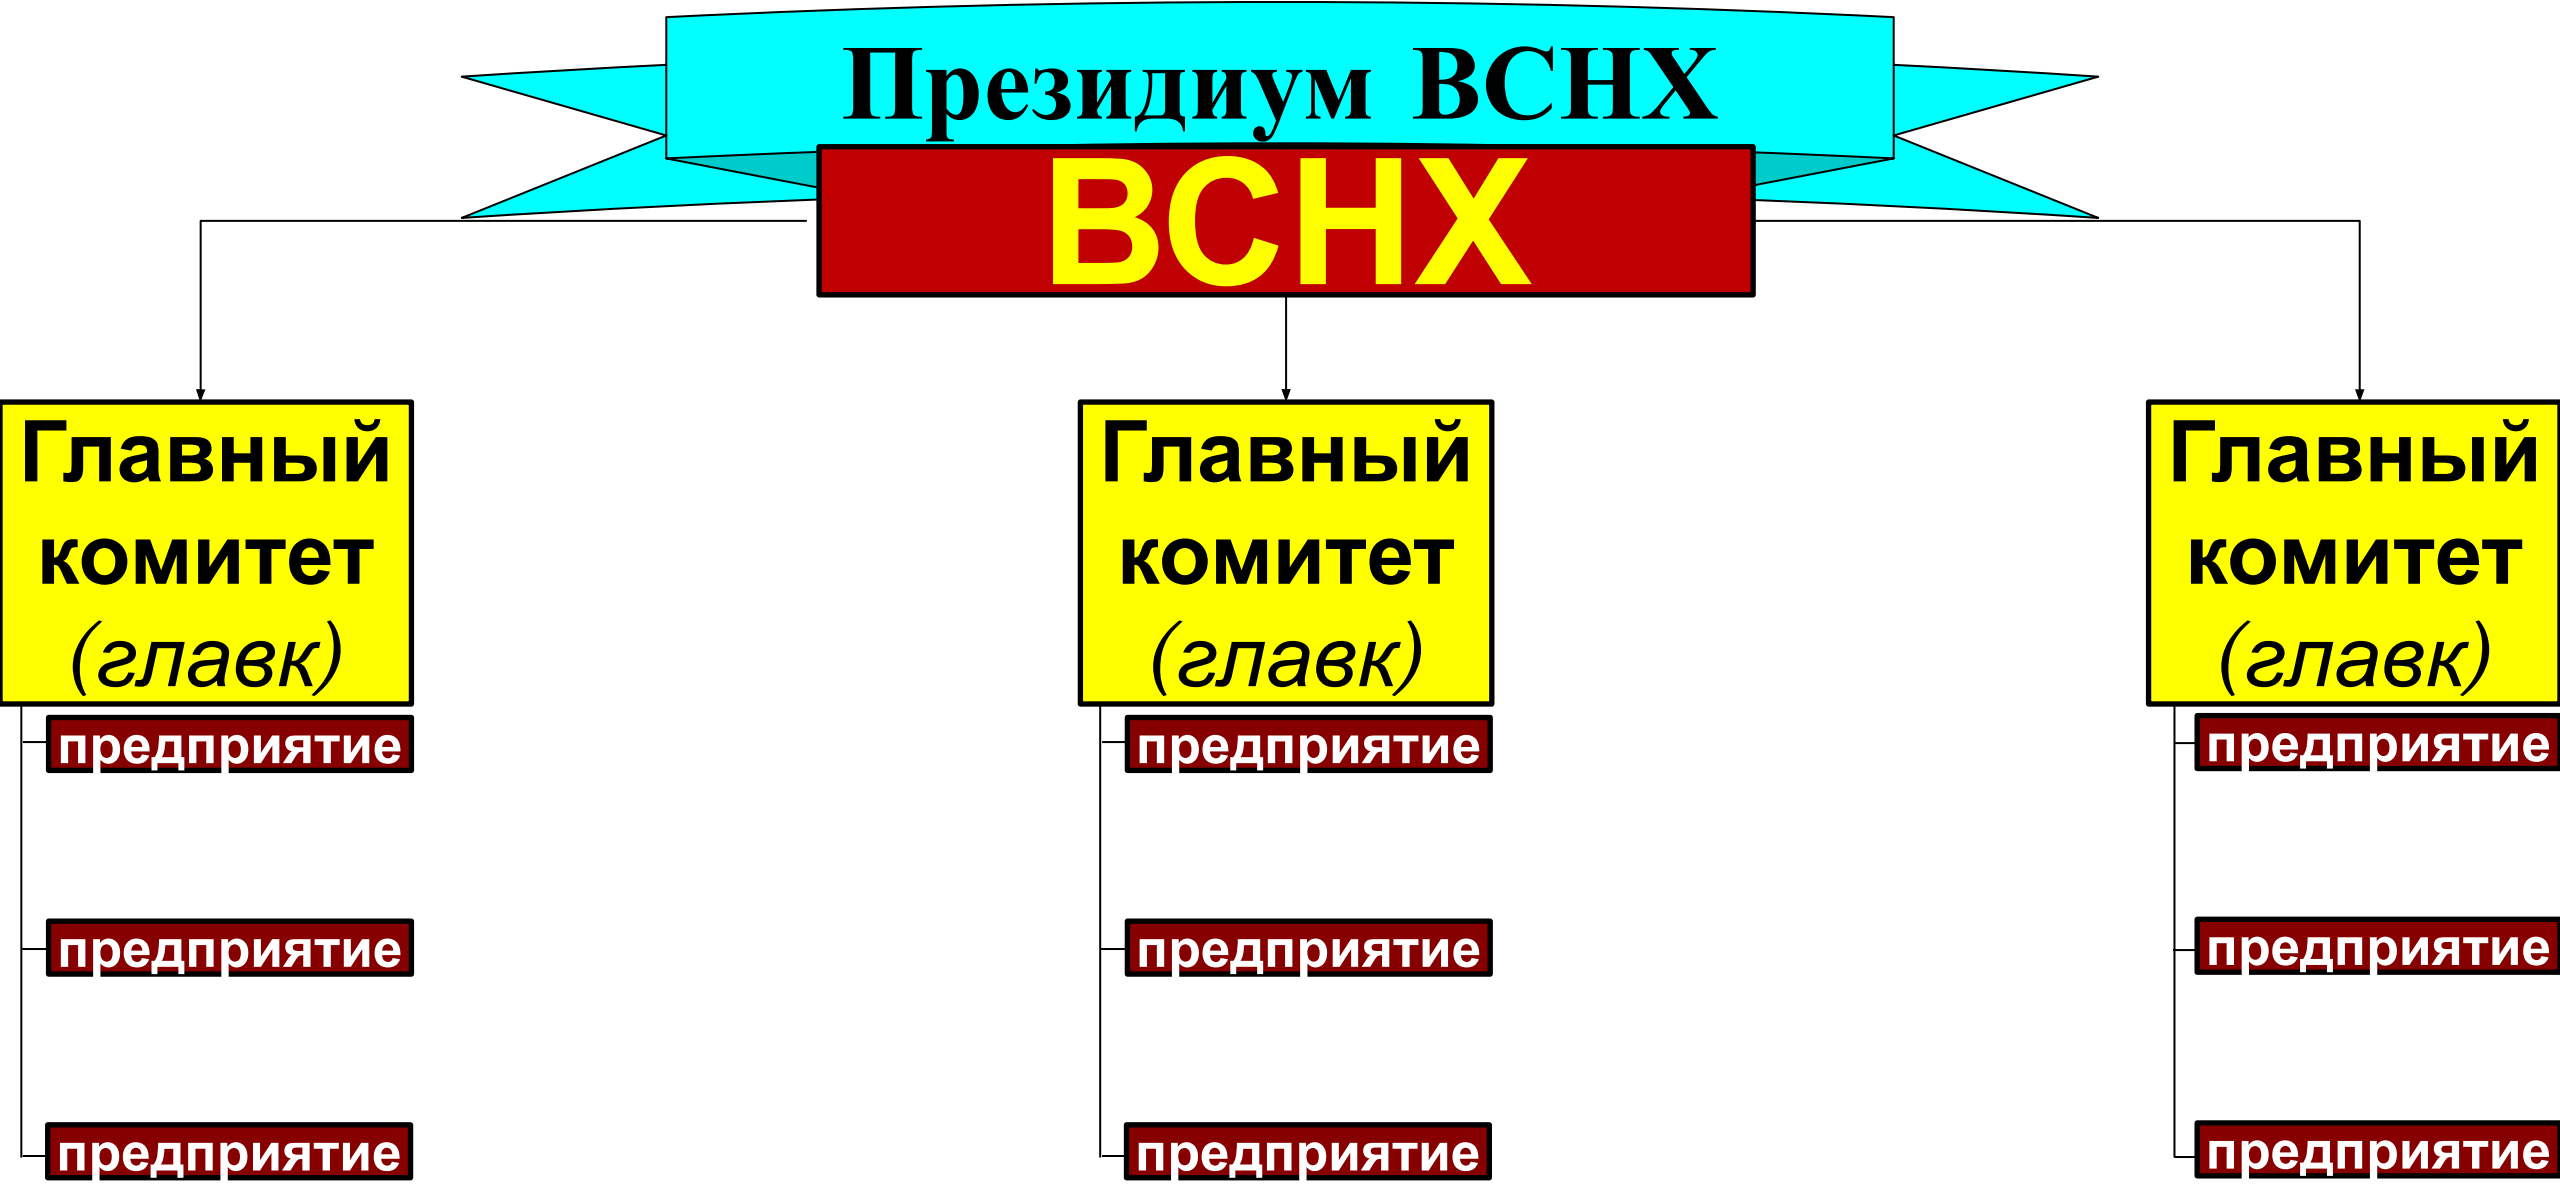 Президиум ВСНХ
ВСНХ
Главный
комитет
(главк)
предприятие
предприятие
предприятие
Главный
комитет
(главк)
предприятие
предприятие
предприятие
Главный
комитет
(главк)
предприятие
предприятие
предприятие